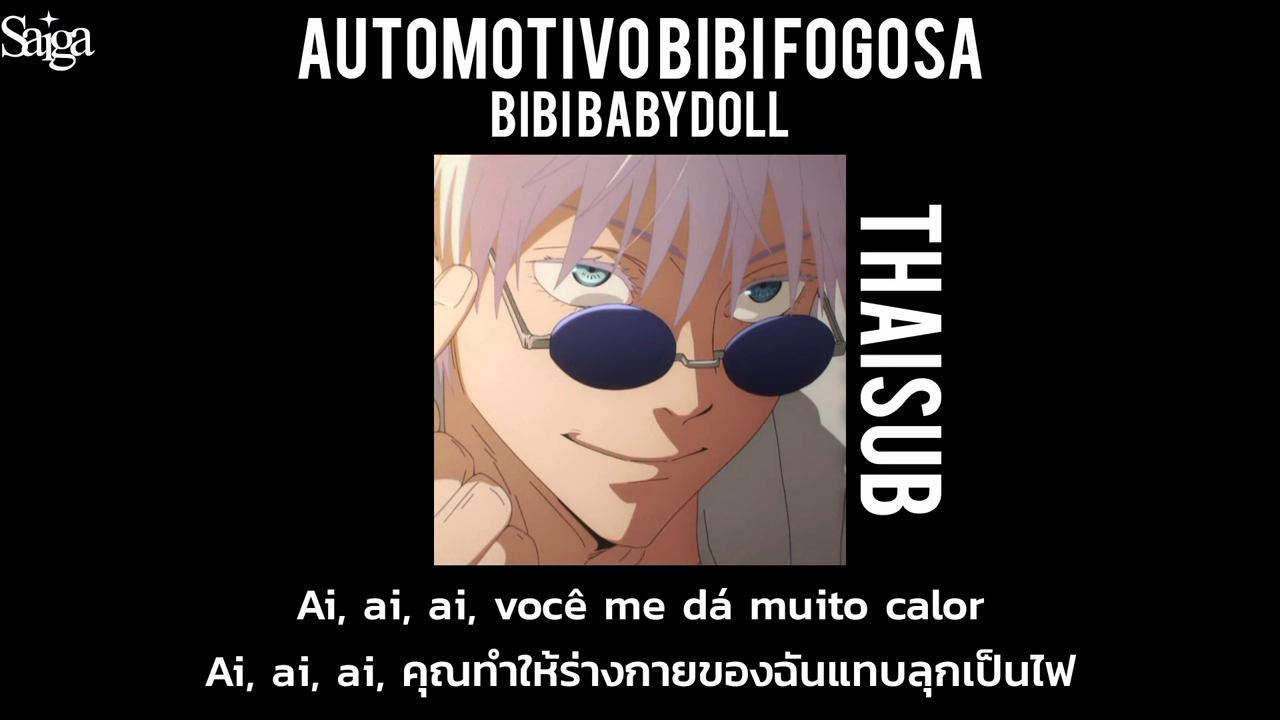 Saiga
AUTOMOTIVO BIBI FOGOSA
BIBI BABYDOLL
THAISUB
Ai, ai, ai, você me dá muito calor
Ai, ai, ai, คุณทำให้ร่างกายของฉันแทบลุกเป็นไฟ